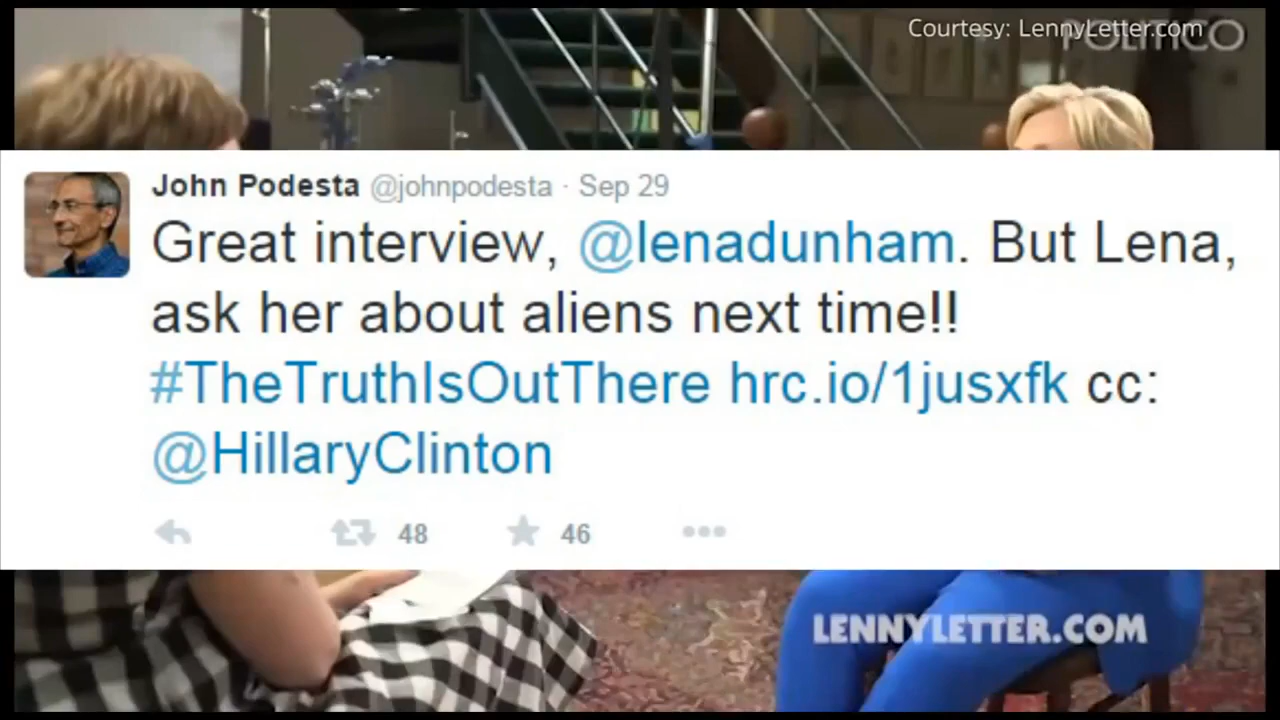 Courtesy: LennyLetter.com
POLITICO
John Podesta @johnpodesta · Sep 29
Great interview, @lenadunham. But Lena,
ask her about aliens next time!!
#TheTruthIsOutThere hrc.io/1jusxfk cc:
@HillaryClinton
48 46
LENNYLETTER.COM